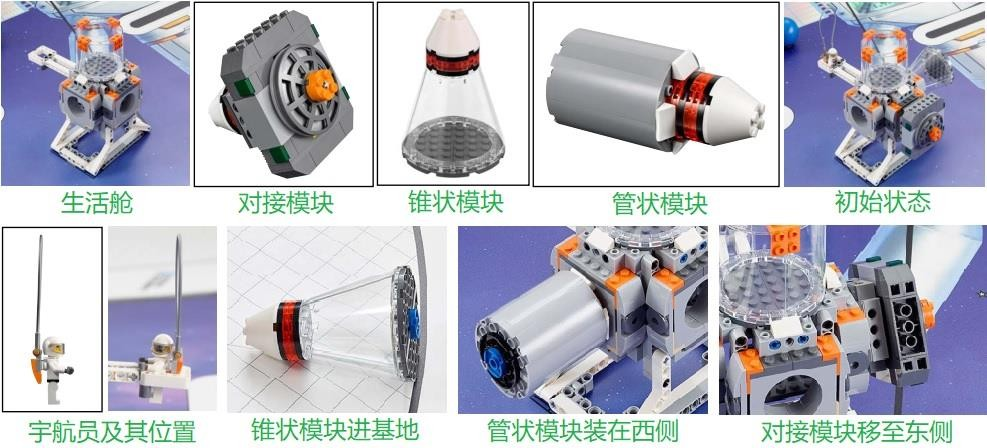 生活舱
对接模块
锥状模块
管状模块
初始状态
宇航员及其位置
锥状模块进基地
管状模块装在西侧
对接模块移至东侧